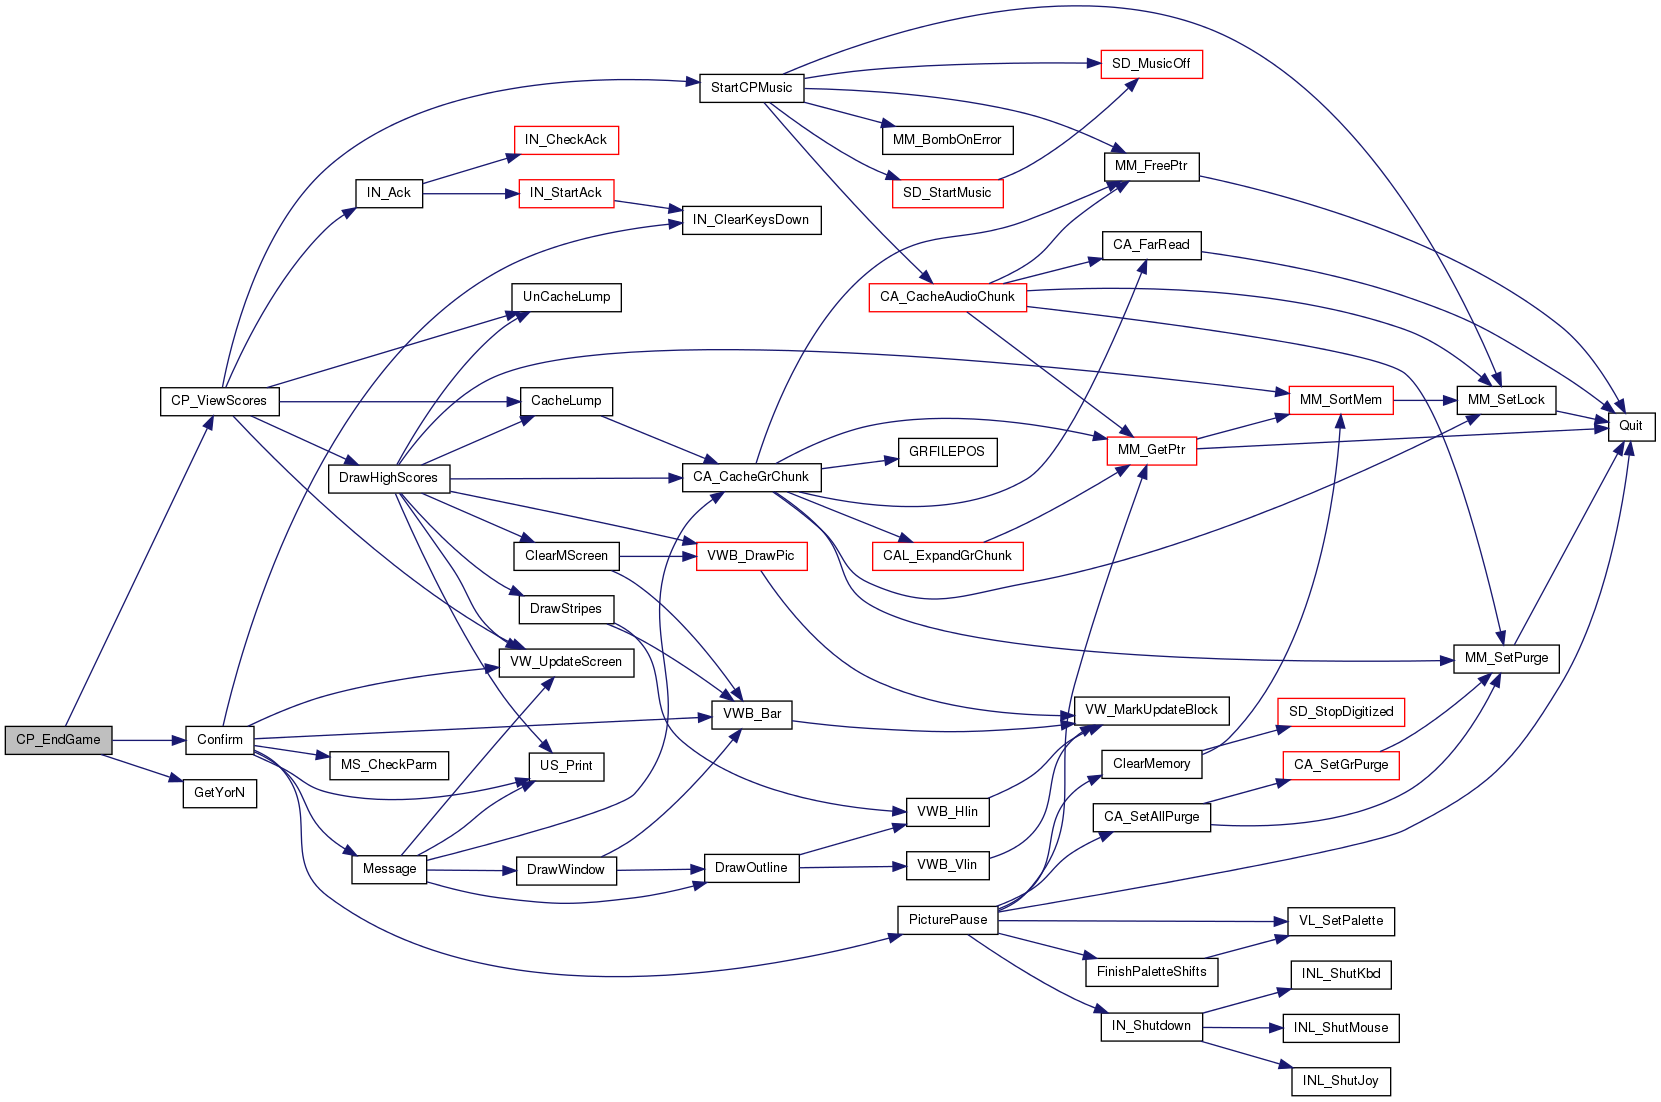 StartCPMusic
SD_MusicOff
IN_CheckAck
MM_BombOnError
MM_FreePtr
IN_Ack
IN_StartAck
SD_StartMusic
IN_ClearKeysDown
CA_FarRead
UnCacheLump
CA_CacheAudioChunk
CP_ViewScores
CacheLump
MM_SortMem
MM_SetLock
Quit
DrawHighScores
CA_CacheGrChunk
GRFILEPOS
MM_GetPtr
ClearMScreen
VWB_DrawPic
CAL_ExpandGrChunk
DrawStripes
VW_UpdateScreen
MM_SetPurge
VWB_Bar
VW_MarkUpdateBlock
SD_StopDigitized
CP_EndGame
Confirm
MS_CheckParm
US_Print
ClearMemory
CA_SetGrPurge
GetYorN
VWB_Hlin
CA_SetAllPurge
Message
DrawWindow
DrawOutline
VWB_Vlin
PicturePause
VL_SetPalette
FinishPaletteShifts
INL_ShutKbd
IN_Shutdown
INL_ShutMouse
INL_ShutJoy